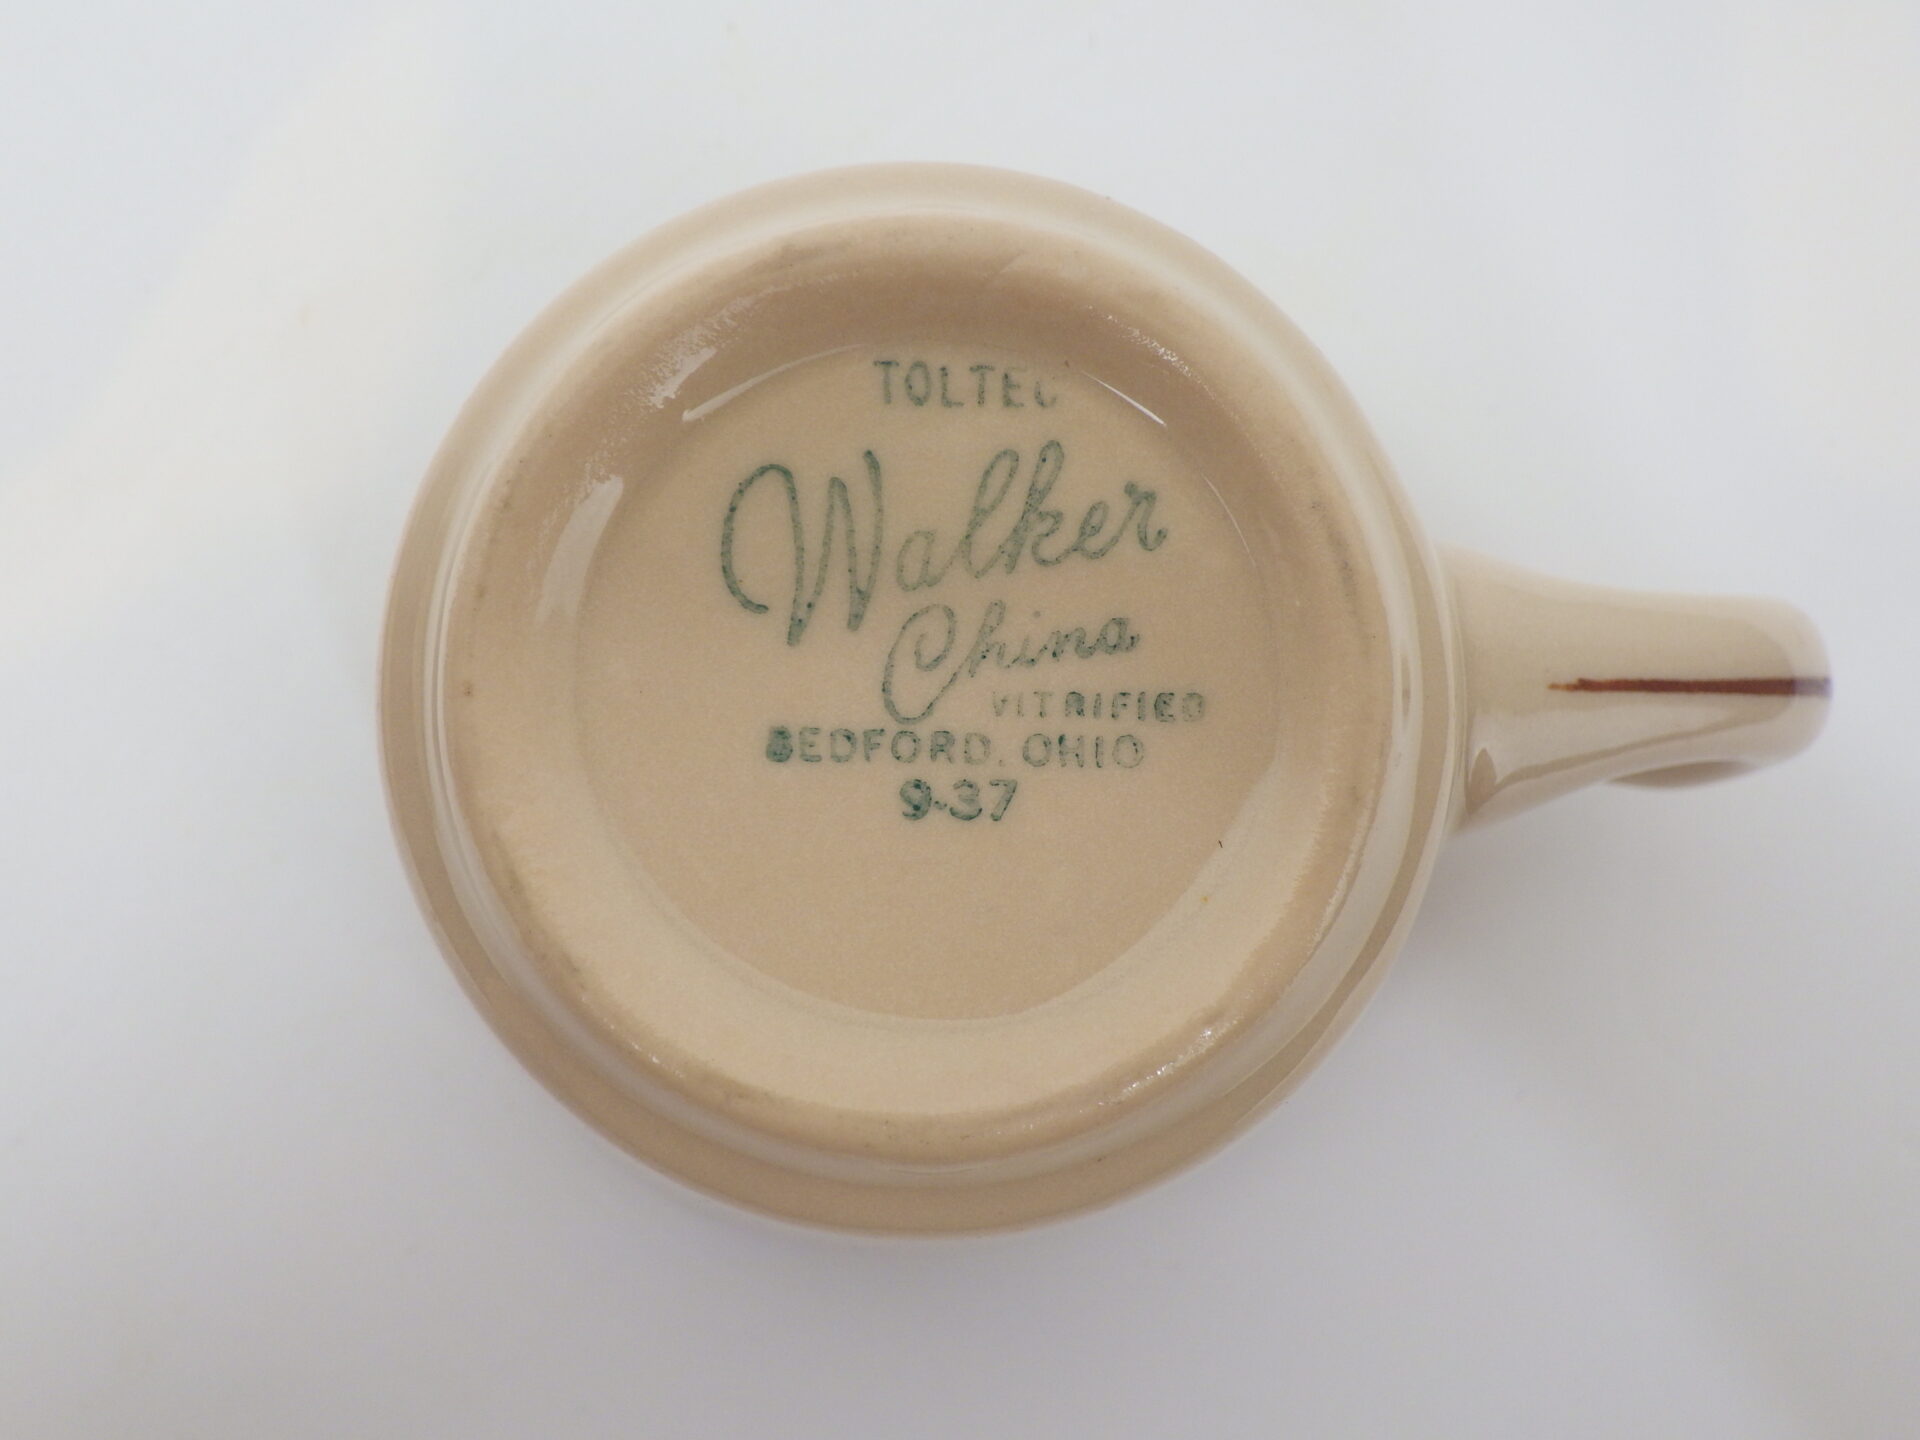 TOLTEC
Walker
China
VITRIFIED
BEDFORD, OHIO
9-37